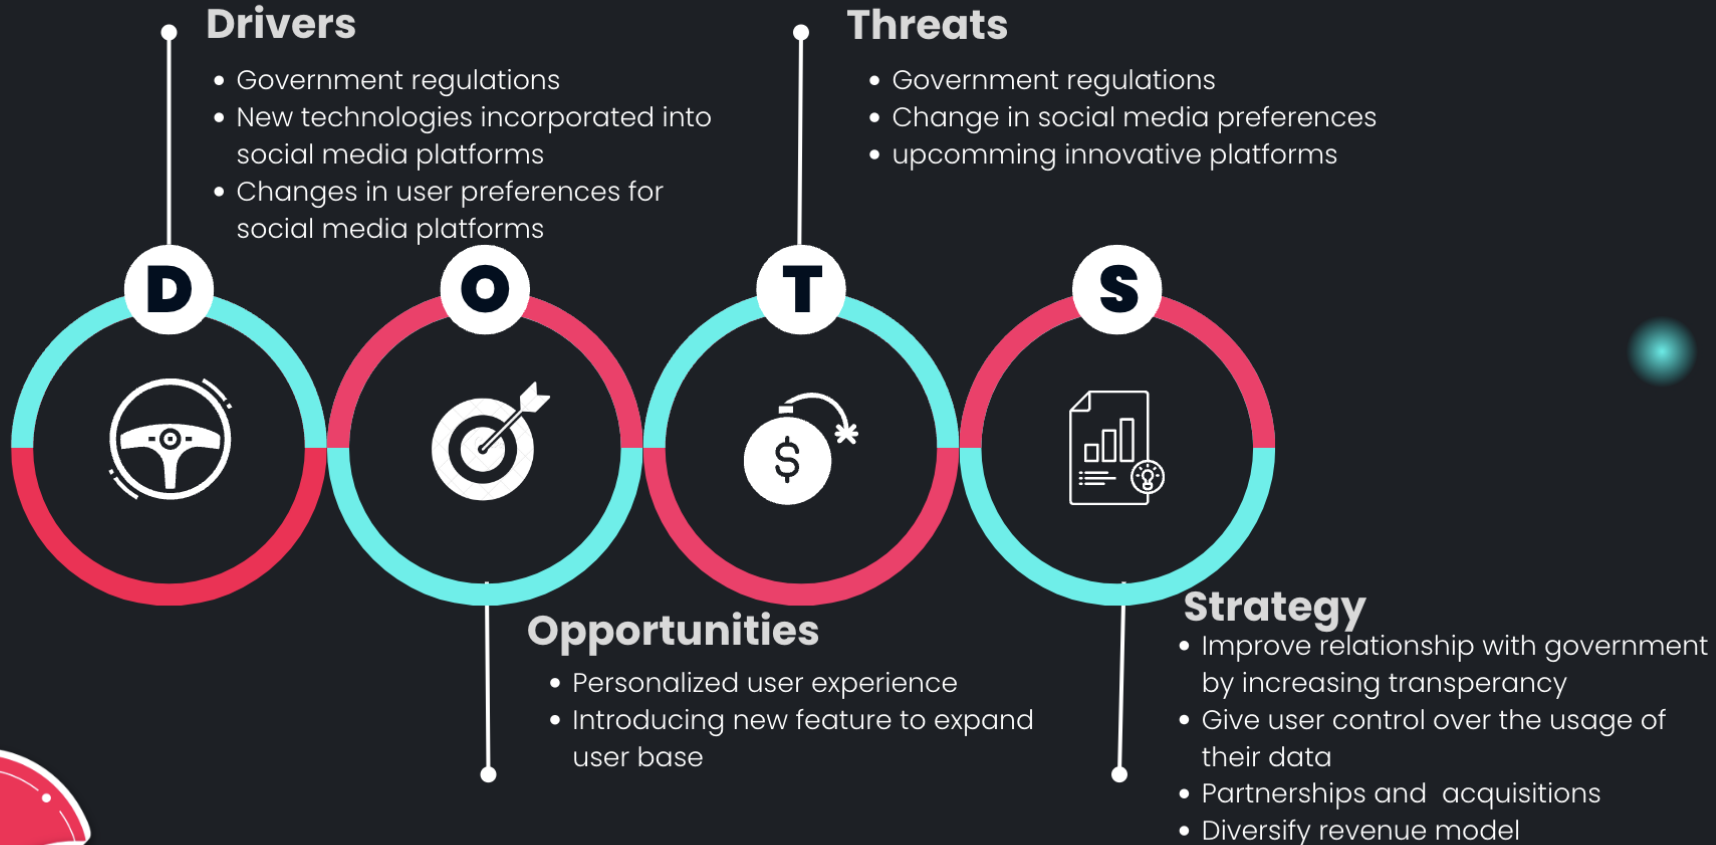 Drivers
• Government regulations
• New technologies incorporated into
social media platforms
• Changes in user preferences for
social media platforms
Threats
• Government regulations
• Change in social media preferences
• upcomming innovative platforms
D
O
T
S
$
Opportunities
• Personalized user experience
• Introducing new feature to expand
user base
Strategy
• Improve relationship with government
by increasing transperancy
• Give user control over the usage of
their data
• Partnerships and  acquisitions
• Diversify revenue model